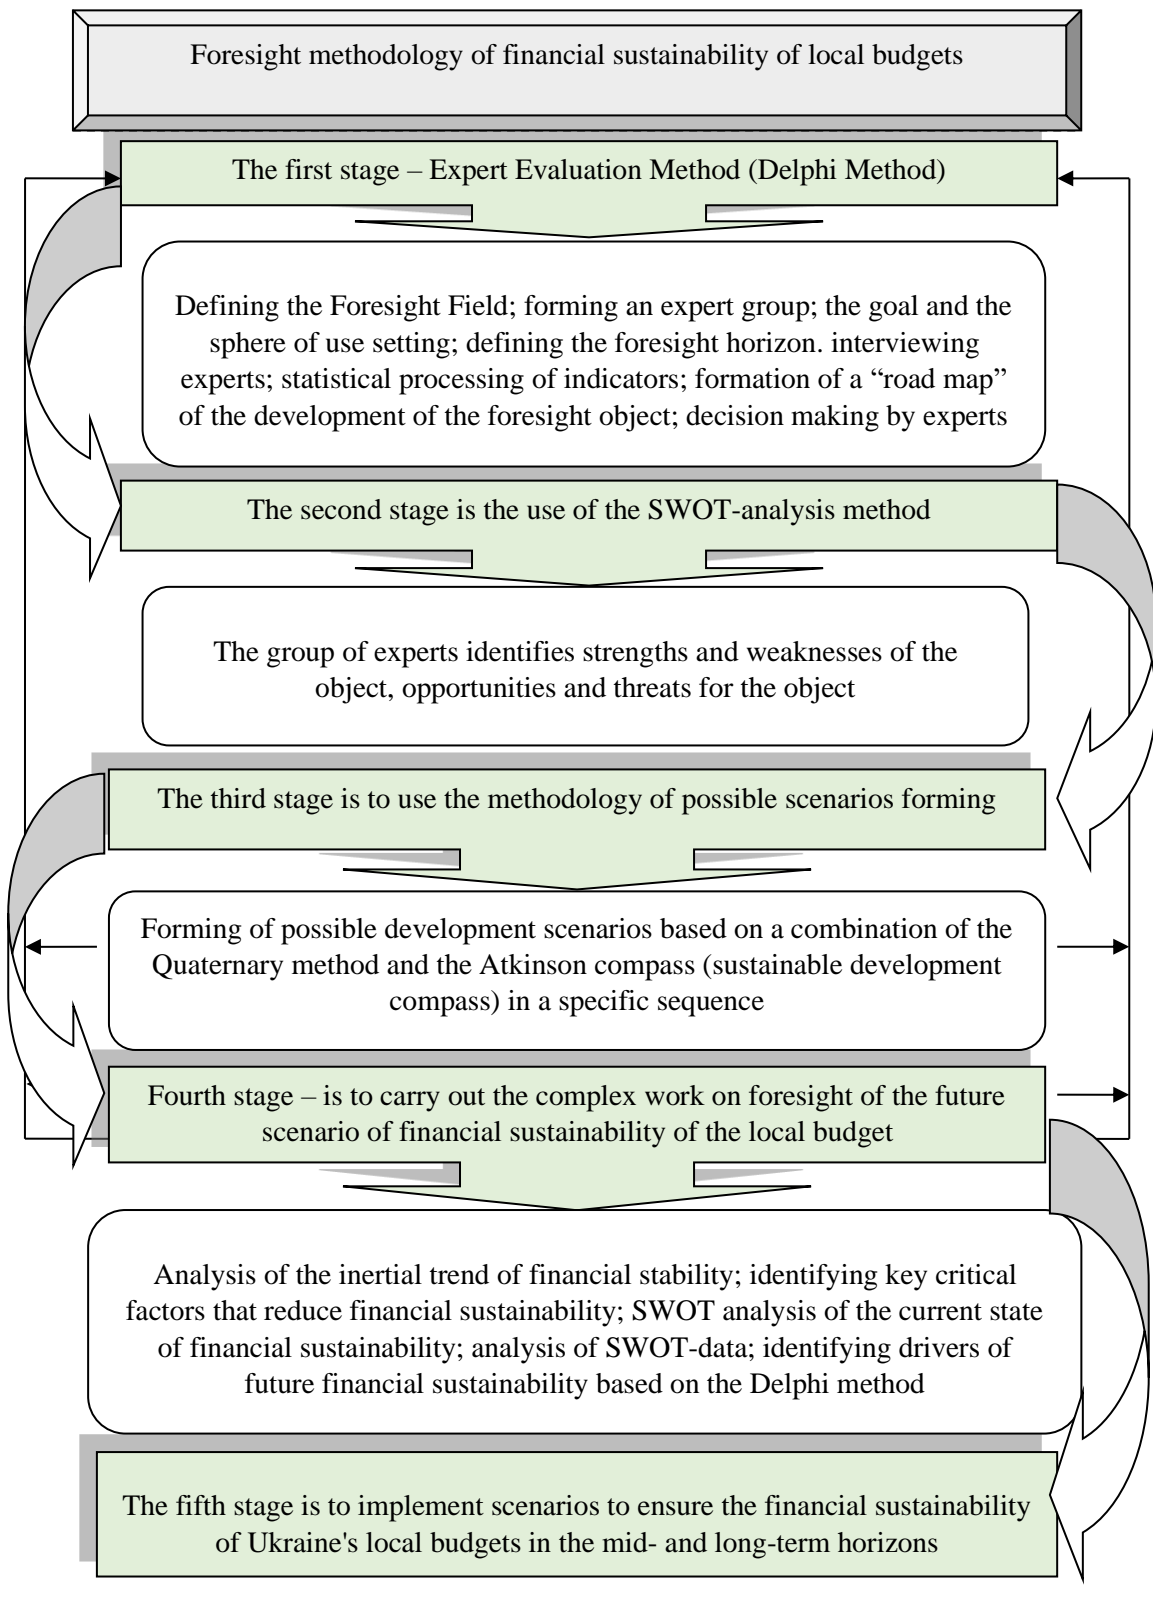 Foresight methodology of financial sustainability of local budgets
The first stage – Expert Evaluation Method (Delphi Method)
Defining the Foresight Field; forming an expert group; the goal and the
sphere of use setting; defining the foresight horizon. interviewing
experts; statistical processing of indicators; formation of a “road map”
of the development of the foresight object; decision making by experts
The second stage is the use of the SWOT-analysis method
The group of experts identifies strengths and weaknesses of the
object, opportunities and threats for the object
The third stage is to use the methodology of possible scenarios forming
Forming of possible development scenarios based on a combination of the
Quaternary method and the Atkinson compass (sustainable development
compass) in a specific sequence
Fourth stage – is to carry out the complex work on foresight of the future
scenario of financial sustainability of the local budget
Analysis of the inertial trend of financial stability; identifying key critical
factors that reduce financial sustainability; SWOT analysis of the current state
of financial sustainability; analysis of SWOT-data; identifying drivers of
future financial sustainability based on the Delphi method
The fifth stage is to implement scenarios to ensure the financial sustainability
of Ukraine's local budgets in the mid- and long-term horizons